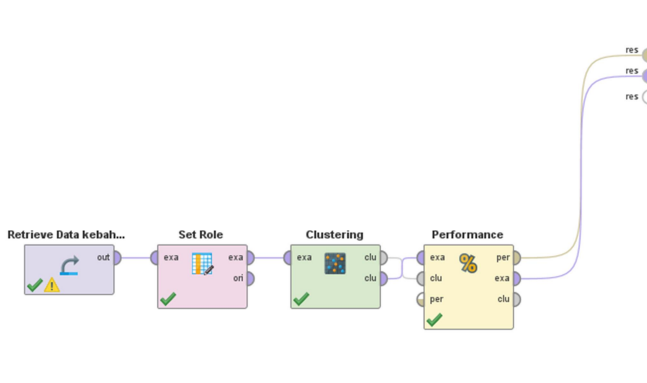 res
res
res
Retrieve Data kebah...
Set Role
Clustering
Performance
out
exa
exa
ori
exa
clu
clu
exa
clu
per
per
exa
clu